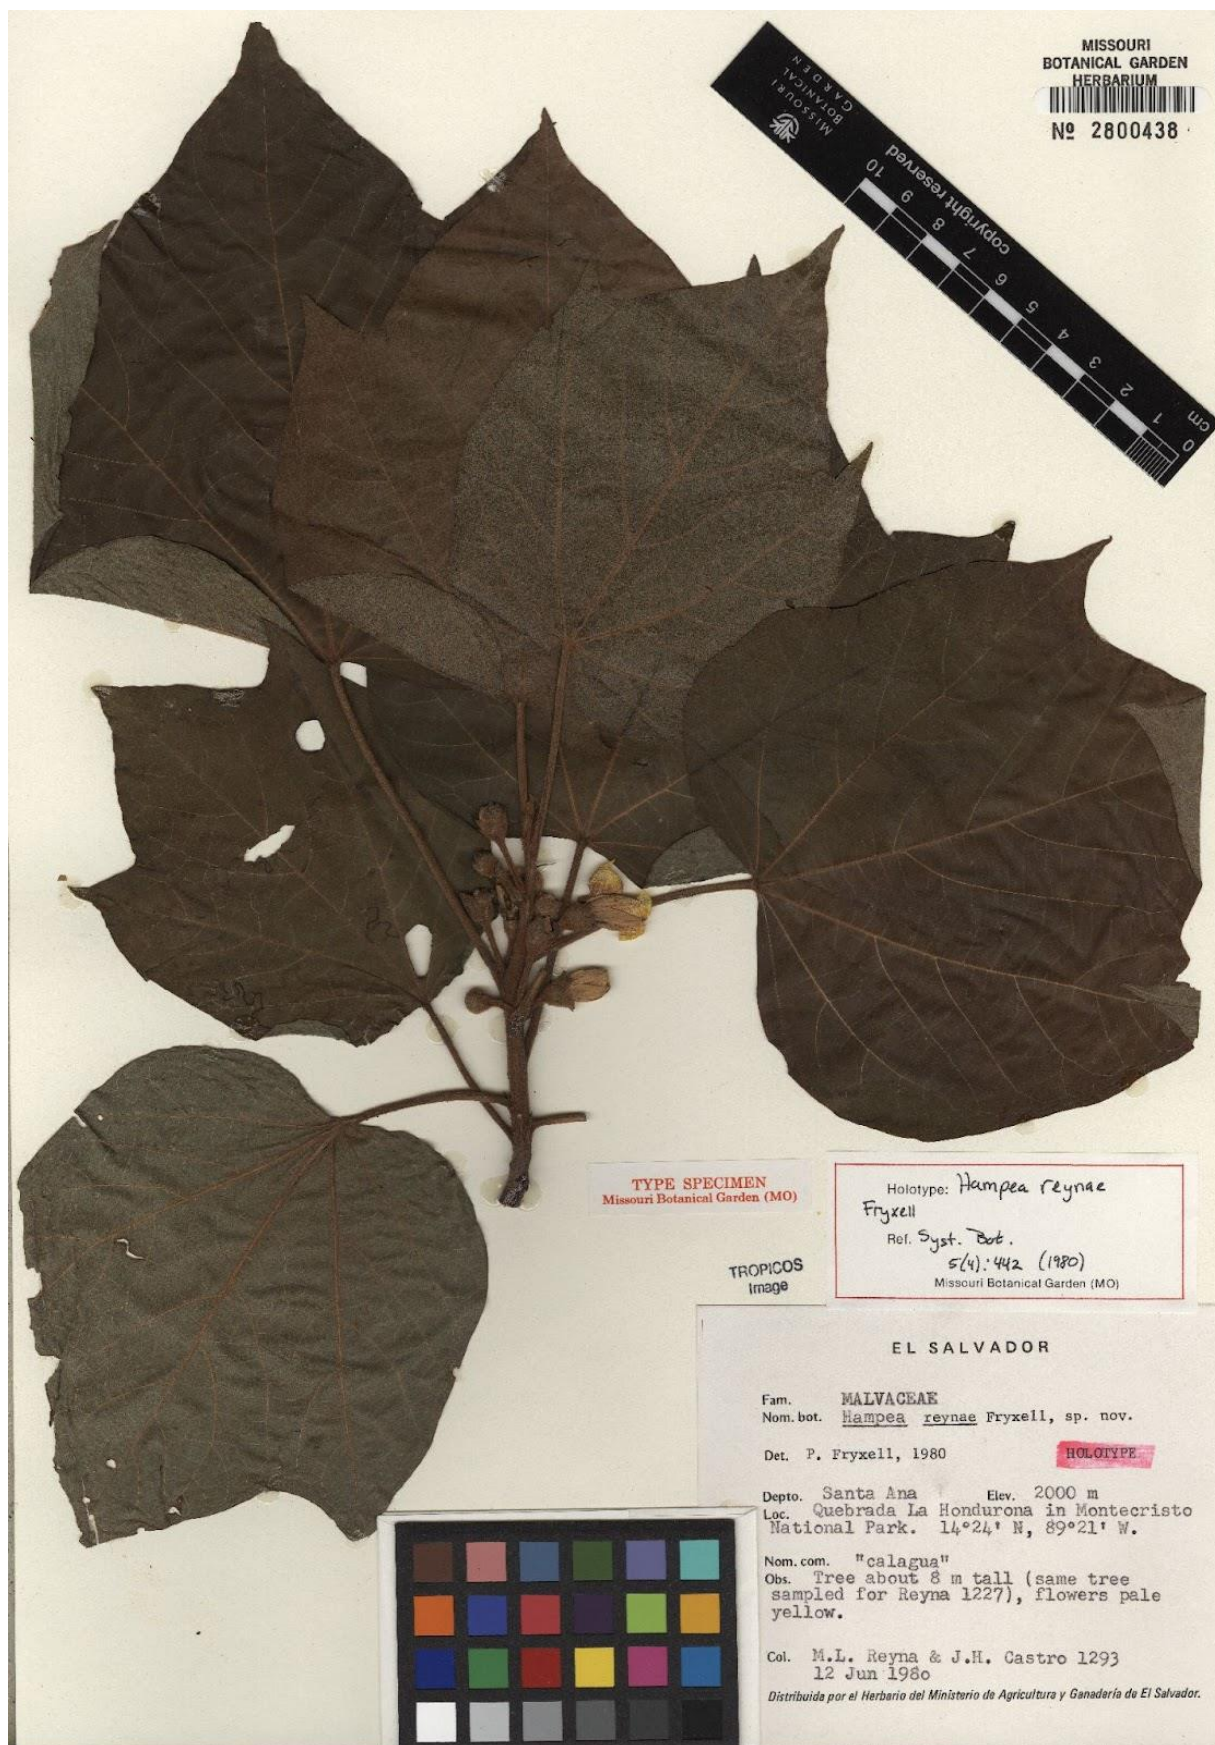 MISSOURI
BOTANICAL GARDEN
HERBARIUM
№ 2800438
MISSOURI
BOTANICAL
GARDEN
copyright reserved
10 9 8 7 6 5 4 3 2 1 0 cm
TYPE SPECIMEN
Missouri Botanical Garden (MO)
Holotype: Hampea reynae
Fryxell
Ref. Syst. Bot.
5(4): 442 (1980)
Missouri Botanical Garden (MO)
TROPICOS
Image
EL SALVADOR
Fam. MALVACEAE
Nom. bot. Hampea reynae Fryxell, sp. nov.
Det. P. Fryxell, 1980 HOLOTYPE
Depto. Santa Ana Elev. 2000 m
Loc. Quebrada La Hondurona in Montecristo
National Park. 14°24' N, 89°21' W.
Nom. com. "calagua"
Obs. Tree about 8 m tall (same tree
sampled for Reyna 1227), flowers pale
yellow.
Col. M.L. Reyna & J.H. Castro 1293
12 Jun 1980
Distribuida por el Herbario del Ministerio de Agricultura y Ganadería de El Salvador.